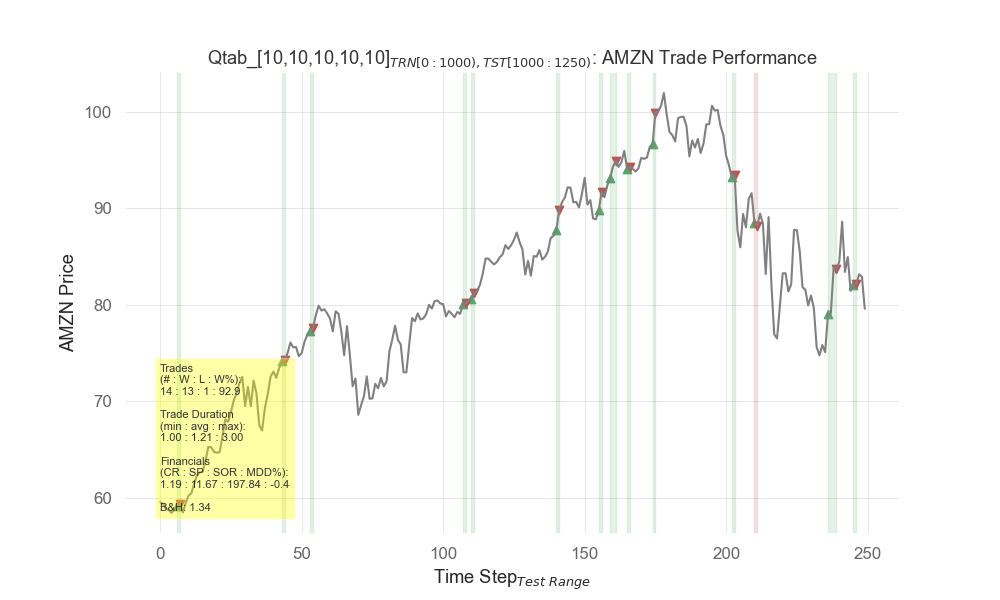 Qtab_[10,10,10,10,10]TRN[0 : 1000), TST[1000 : 1250): AMZN Trade Performance
100
90
80
70
60
AMZN Price
Trades
(# : W : L : W%):
14 : 13 : 1 : 92.9
Trade Duration
(min : avg : max):
1.00 : 1.21 : 3.00
Financials
(CR : SP : SOR : MDD%):
1.19 : 11.67 : 197.84 : -0.4
B&H: 1.34
0 50 100 150 200 250
Time StepTest Range